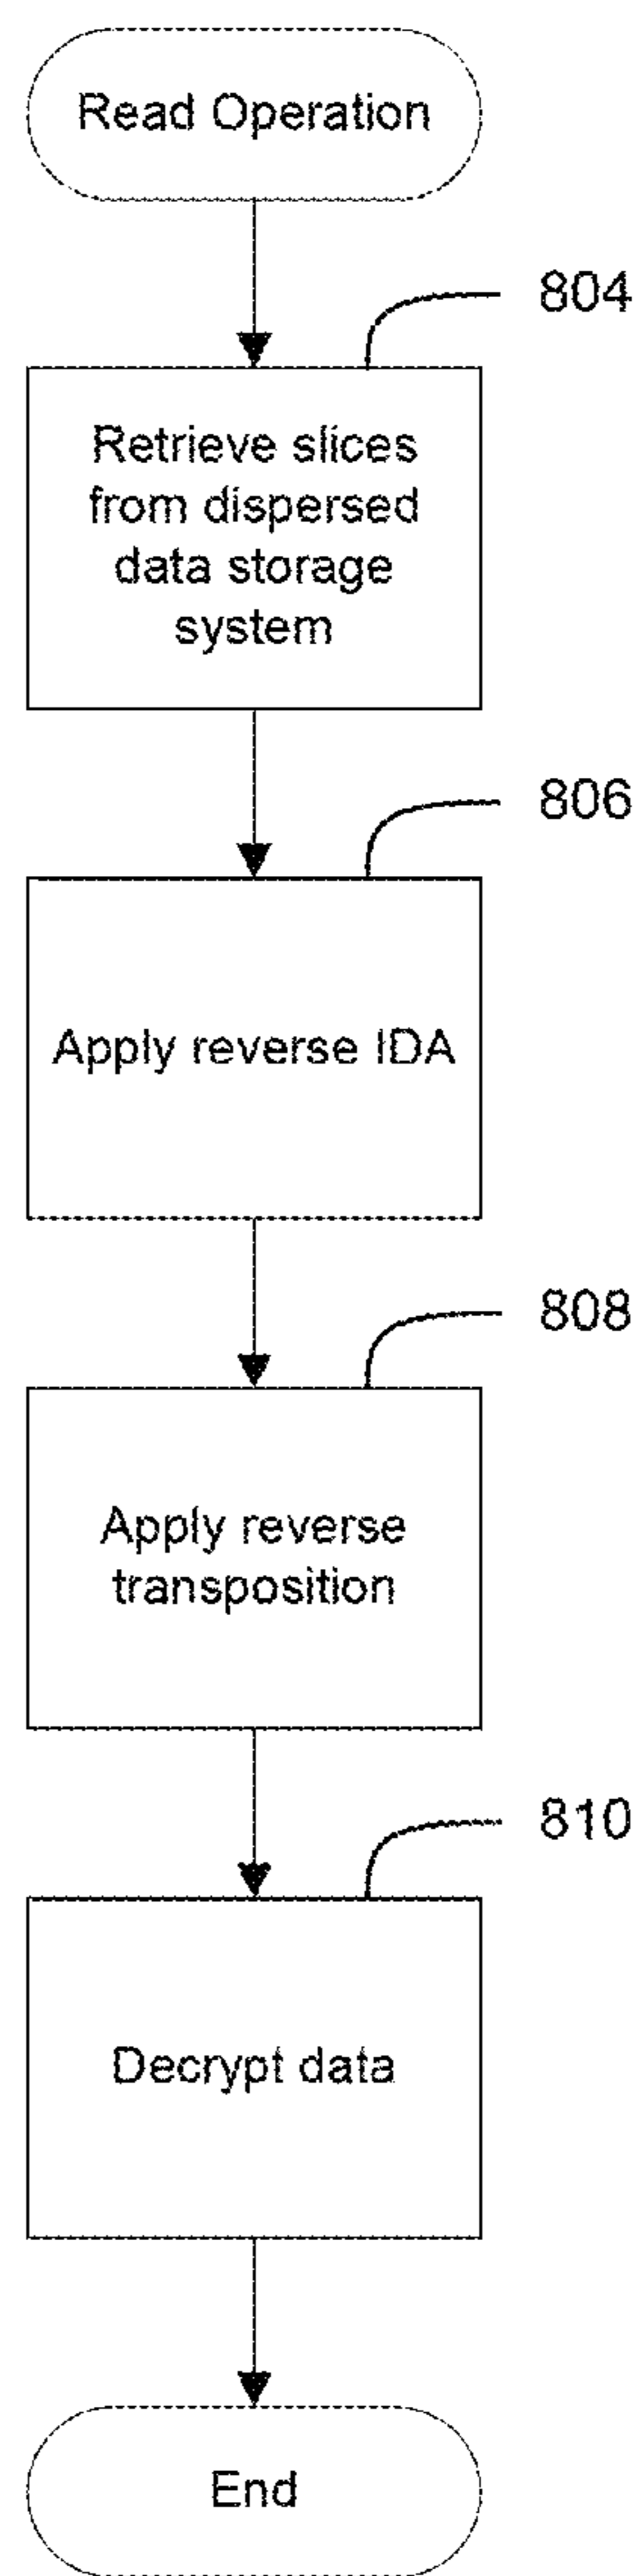 Read Operation
804
Retrieve slices
from dispersed
data storage
system
806
Apply reverse IDA
808
Apply reverse
transposition
810
Decrypt data
End